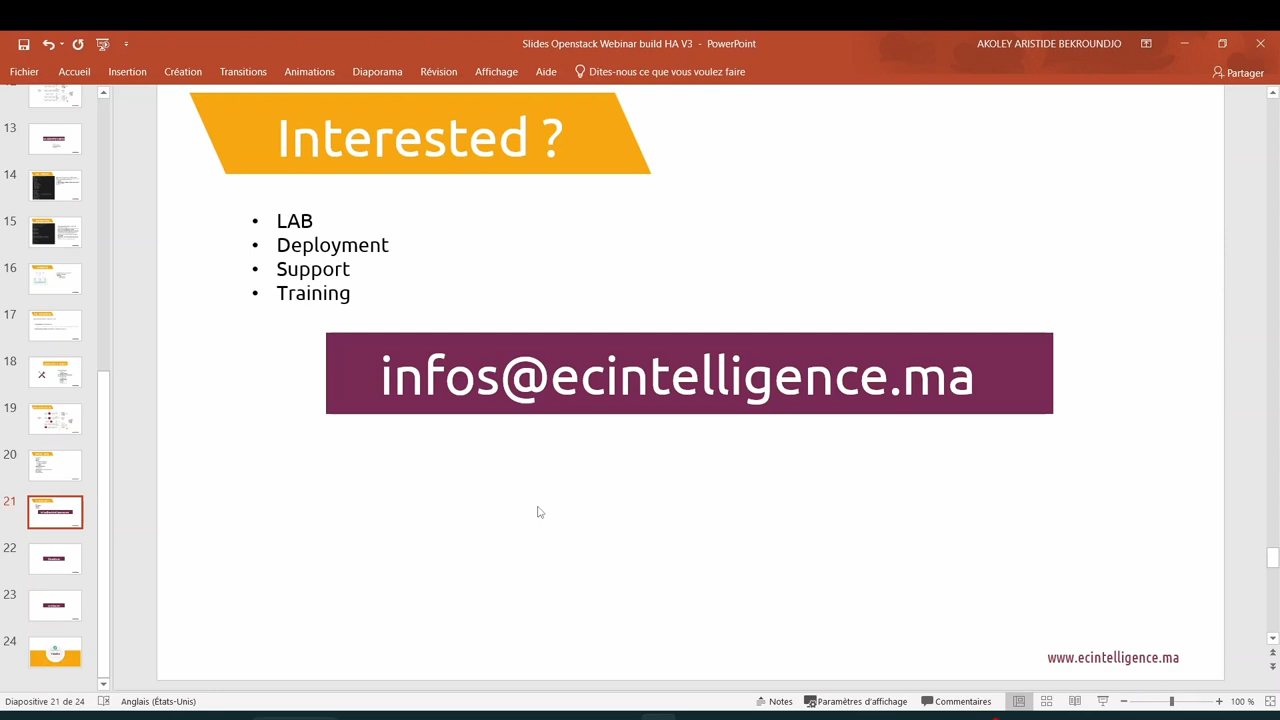 Slides Openstack Webinar build HA V3 - PowerPoint
AKOLEY ARISTIDE BEKROUNDJO
Fichier Accueil Insertion Création Transitions Animations Diaporama Révision Affichage Aide Dites-nous ce que vous voulez faire
Partager
Interested ?
• LAB
• Deployment
• Support
• Training
infos@ecintelligence.ma
www.ecintelligence.ma
13
14
15
16
17
18
19
20
21
22
23
24
Diapositive 21 de 24 Anglais (États-Unis)
Notes Paramètres d'affichage Commentaires 100 %